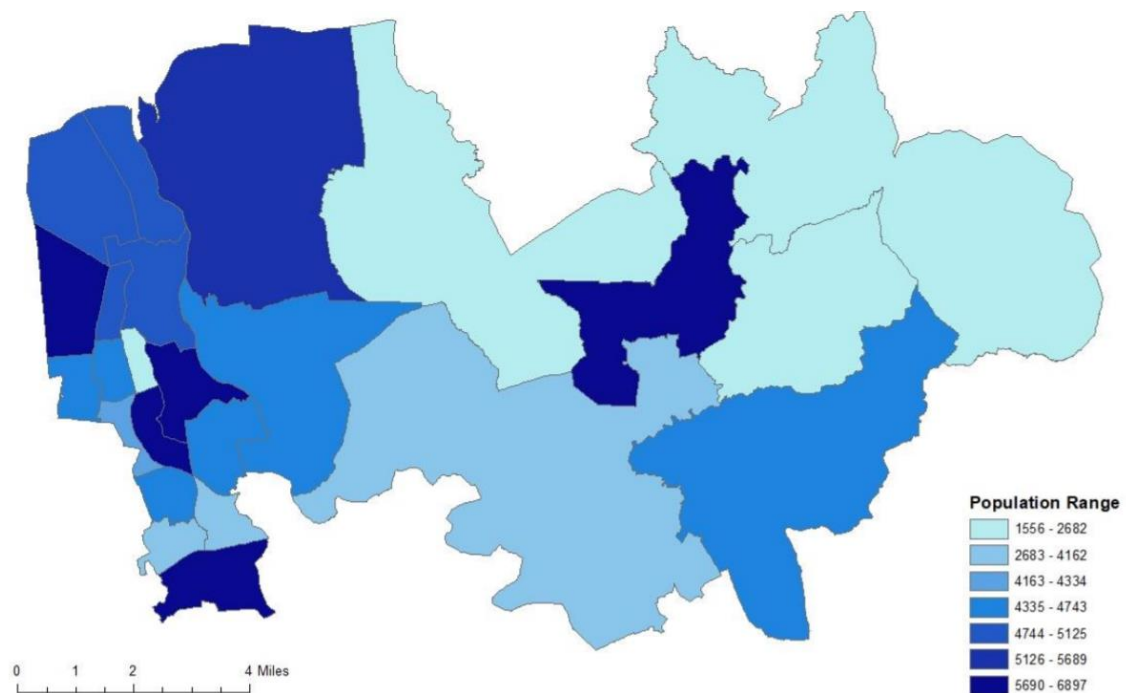 Population Range
1556 - 2682
2683 - 4162
4163 - 4334
4335 - 4743
4744 - 5125
5126 - 5689
5690 - 6897
0 1 2 4 Miles